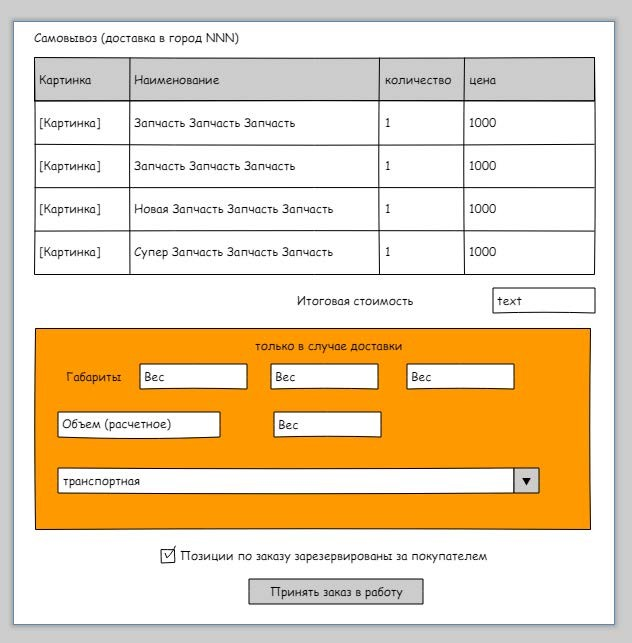 Самовывоз (доставка в город NNN)
Картинка Наименование количество цена
[Картинка] Запчасть Запчасть Запчасть 1 1000
[Картинка] Запчасть Запчасть Запчасть 1 1000
[Картинка] Новая Запчасть Запчасть Запчасть 1 1000
[Картинка] Супер Запчасть Запчасть Запчасть 1 1000
Итоговая стоимость text
только в случае доставки
Габариты Вес Вес Вес
Объем (расчетное) Вес
транспортная
Позиции по заказу зарезервированы за покупателем
Принять заказ в работу